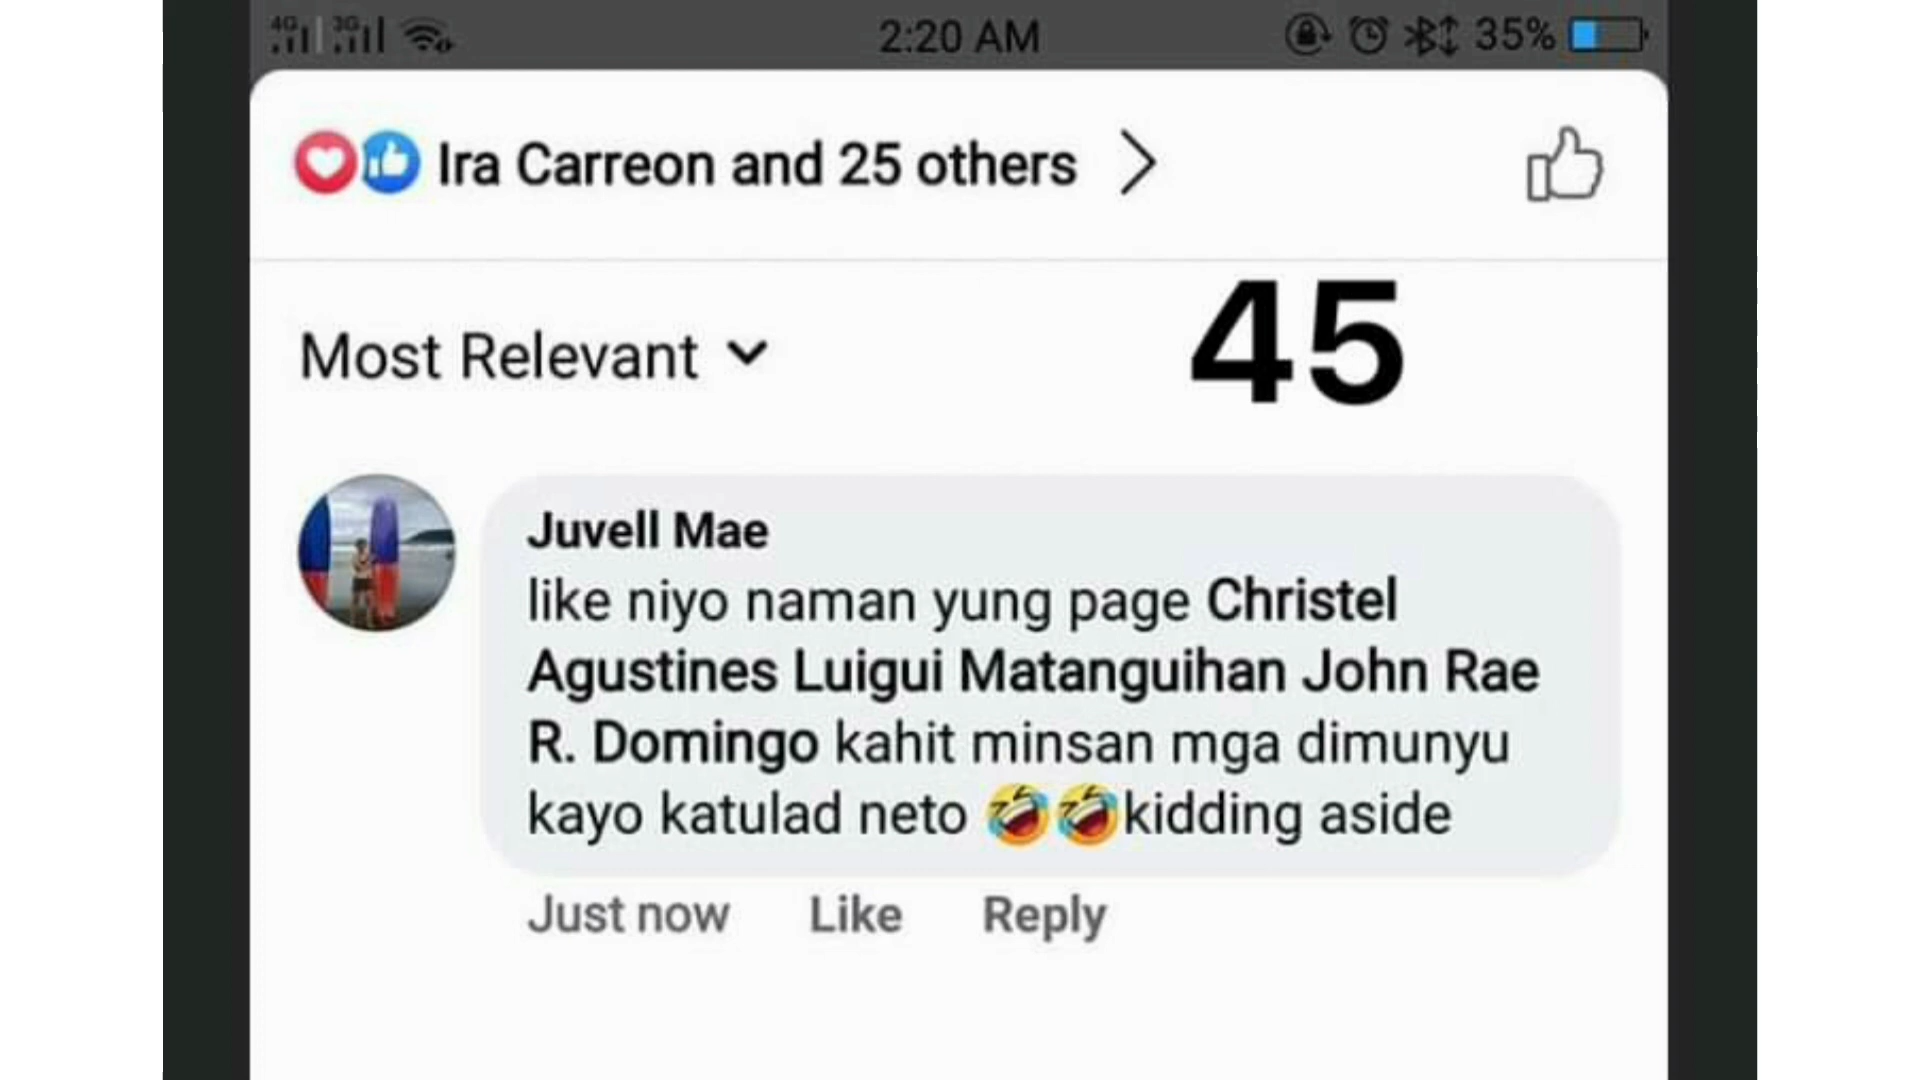 4G 3G 2:20 AM 35%
Ira Carreon and 25 others
45
Most Relevant
Juvell Mae
like niyo naman yung page Christel
Agustines Luigui Matanguihan John Rae
R. Domingo kahit minsan mga dimunyu
kayo katulad neto 🤣🤣kidding aside
Just now Like Reply